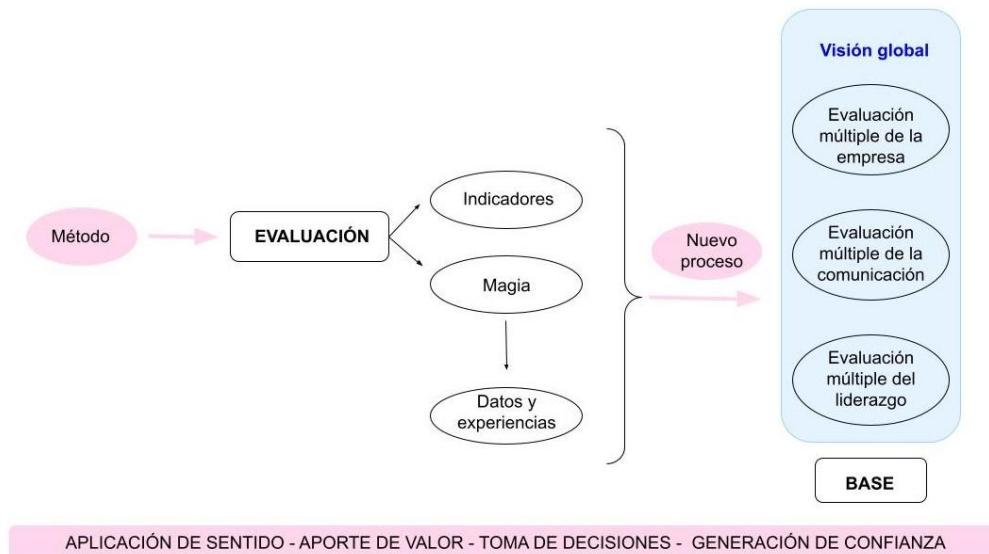 Método
EVALUACIÓN
Indicadores
Magia
Datos y
experiencias
Nuevo
proceso
Visión global
Evaluación
múltiple de la
empresa
Evaluación
múltiple de la
comunicación
Evaluación
múltiple del
liderazgo
BASE
APLICACIÓN DE SENTIDO - APORTE DE VALOR - TOMA DE DECISIONES - GENERACIÓN DE CONFIANZA